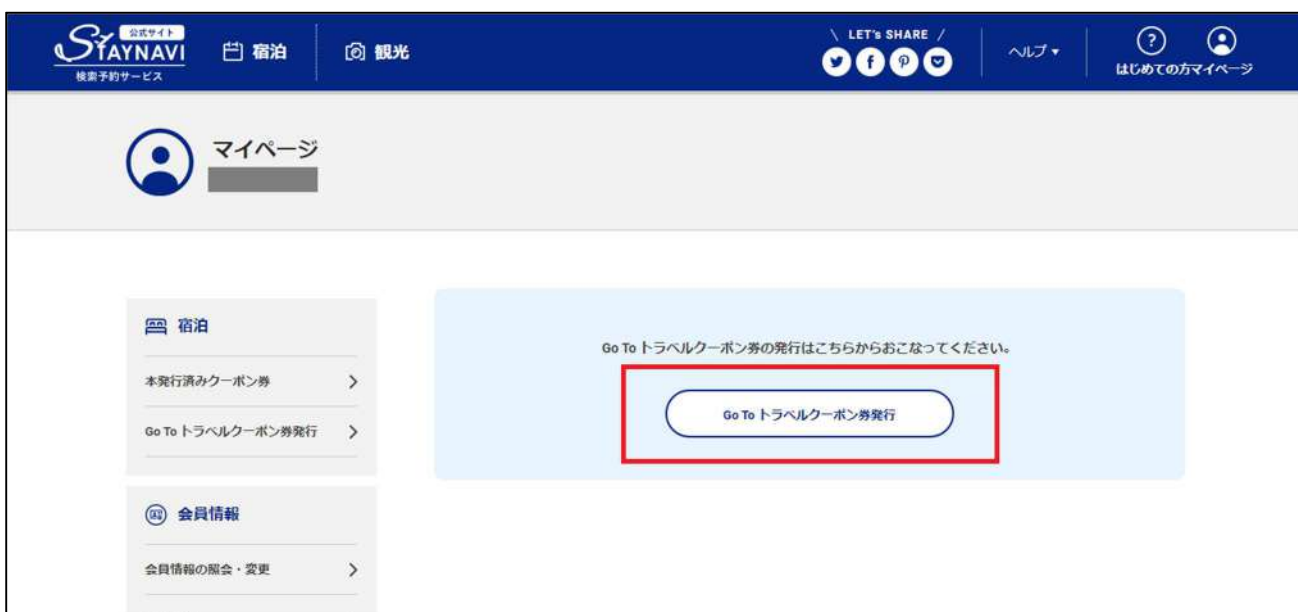 公式サイト
STAYNAVI
検索予約サービス
宿泊
観光
\ LET's SHARE /
ヘルプ ▾
?
はじめての方
マイページ
マイページ
宿泊
本発行済みクーポン券
Go To トラベルクーポン券発行
会員情報
会員情報の照会・変更
Go To トラベルクーポン券の発行はこちらからおこなってください。
Go To トラベルクーポン券発行